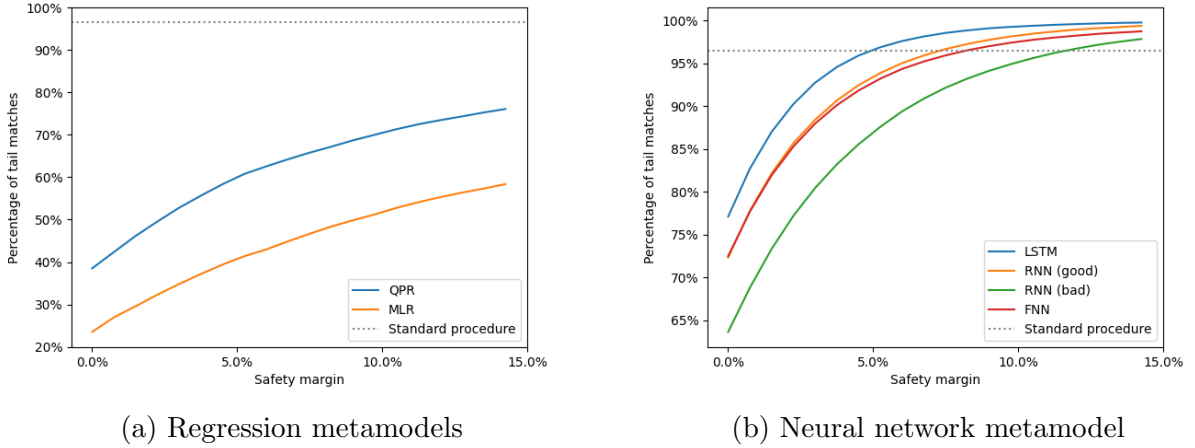 100%
90%
80%
70%
60%
50%
40%
30%
20%
Percentage of tail matches
0.0%
5.0%
10.0%
15.0%
Safety margin
QPR
MLR
Standard procedure
(a) Regression metamodels
100%
95%
90%
85%
80%
75%
70%
65%
Percentage of tail matches
0.0%
5.0%
10.0%
15.0%
Safety margin
LSTM
RNN (good)
RNN (bad)
FNN
Standard procedure
(b) Neural network metamodel